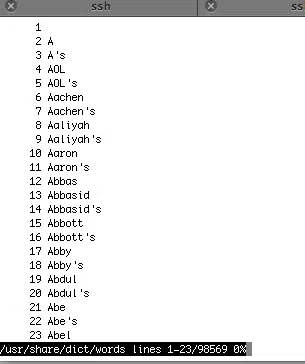 ssh
ss
1
2 A
3 A's
4 AOL
5 AOL's
6 Aachen
7 Aachen's
8 Aaliyah
9 Aaliyah's
10 Aaron
11 Aaron's
12 Abbas
13 Abbasid
14 Abbasid's
15 Abbott
16 Abbott's
17 Abby
18 Abby's
19 Abdul
20 Abdul's
21 Abe
22 Abe's
23 Abel
/usr/share/dict/words lines 1-23/98569 0%